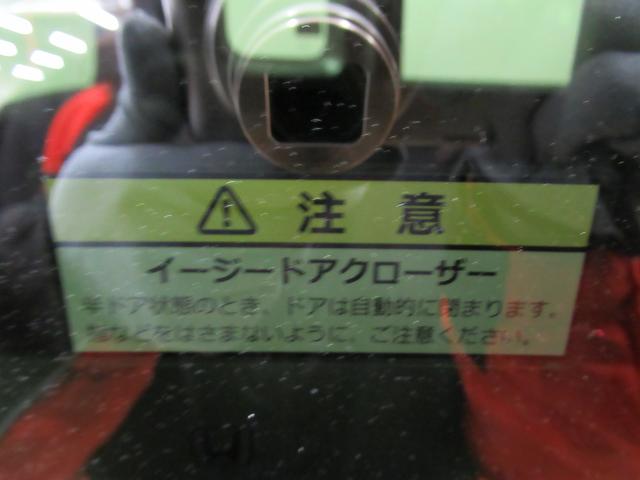 ⚠ 注意
イージードアクローザー
半ドア状態のとき、ドアは自動的に閉まります。
指などをはさまないように、ご注意ください。